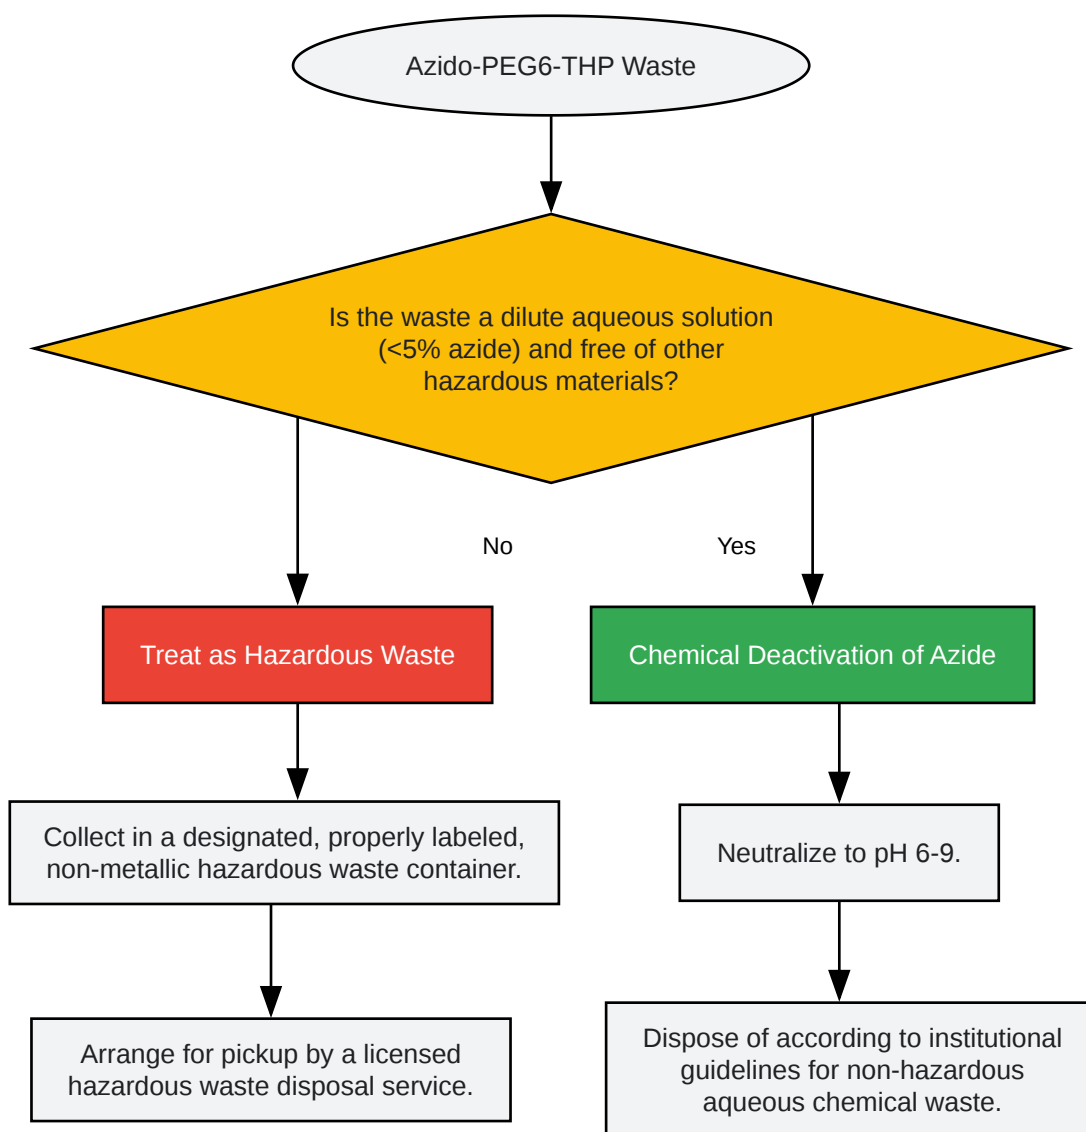 Azido-PEG6-THP Waste
Is the waste a dilute aqueous solution
(<5% azide) and free of other
hazardous materials?
No
Yes
Treat as Hazardous Waste
Chemical Deactivation of Azide
Collect in a designated, properly labeled,
non-metallic hazardous waste container.
Neutralize to pH 6-9.
Arrange for pickup by a licensed
hazardous waste disposal service.
Dispose of according to institutional
guidelines for non-hazardous
aqueous chemical waste.